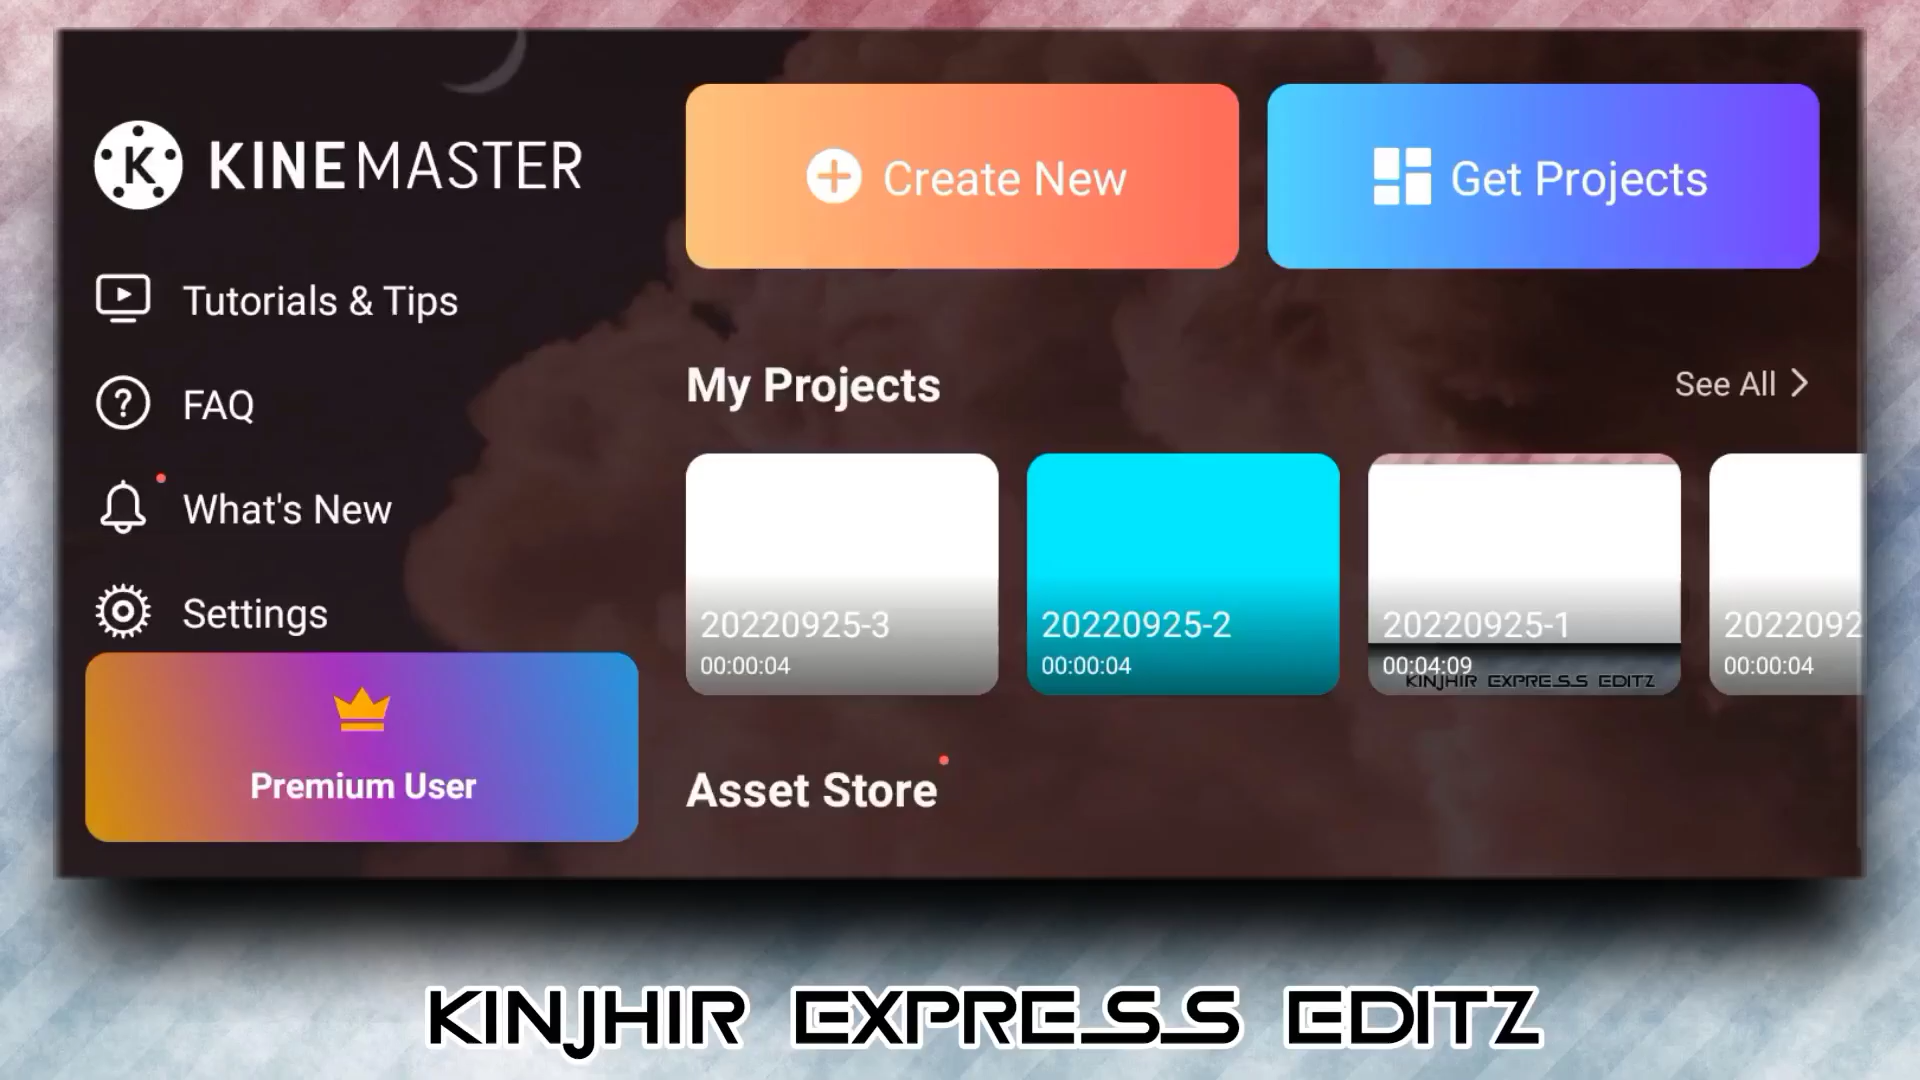 KINEMASTER
Tutorials & Tips
FAQ
What's New
Settings
Premium User
Create New
Get Projects
My Projects
See All
20220925-3
00:00:04
20220925-2
00:00:04
20220925-1
00:04:09
KINJHIR EXPRESS EDITZ
2022092
00:00:04
Asset Store
KINJHIR EXPRESS EDITZ